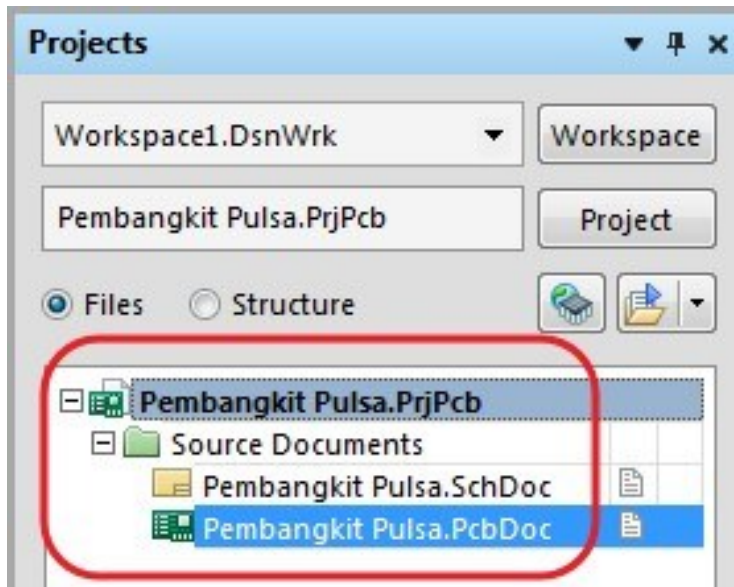 Projects
Workspace1.DsnWrk
Workspace
Pembangkit Pulsa.PrjPcb
Project
Files
Structure
Pembangkit Pulsa.PrjPcb
Source Documents
Pembangkit Pulsa.SchDoc
Pembangkit Pulsa.PcbDoc